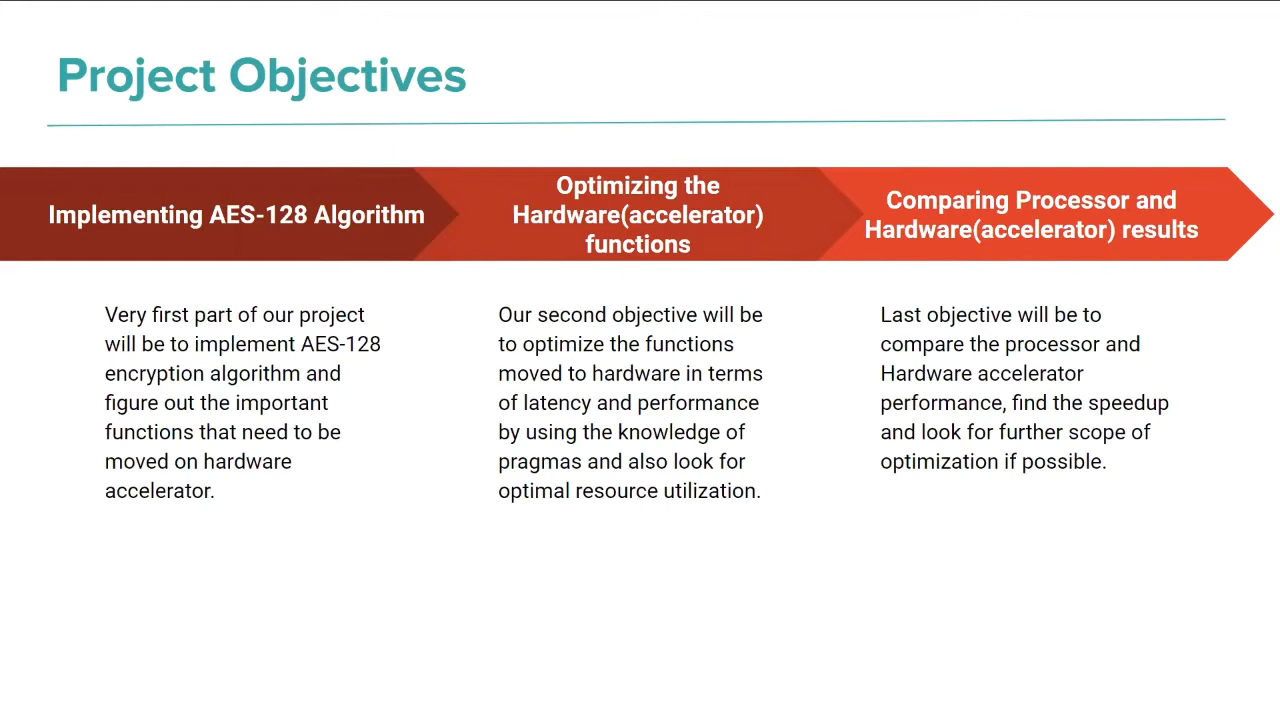 Project Objectives
Implementing AES-128 Algorithm
Optimizing the
Hardware(accelerator)
functions
Comparing Processor and
Hardware(accelerator) results
Very first part of our project
will be to implement AES-128
encryption algorithm and
figure out the important
functions that need to be
moved on hardware
accelerator.
Our second objective will be
to optimize the functions
moved to hardware in terms
of latency and performance
by using the knowledge of
pragmas and also look for
optimal resource utilization.
Last objective will be to
compare the processor and
Hardware accelerator
performance, find the speedup
and look for further scope of
optimization if possible.